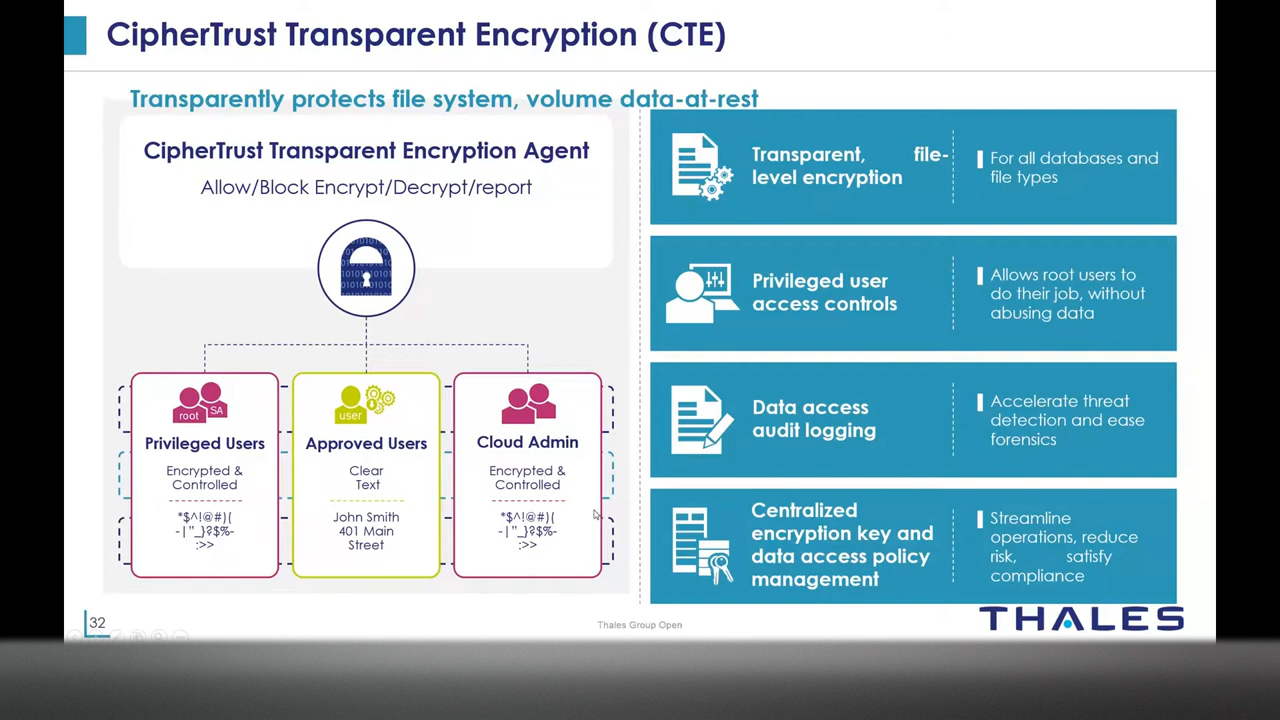 CipherTrust Transparent Encryption (CTE)
Transparently protects file system, volume data-at-rest
CipherTrust Transparent Encryption Agent
Allow/Block Encrypt/Decrypt/report
root
SA
Privileged Users
Encrypted &
Controlled
*$^!@#)(
-|"_}?$%-
:>>
user
Approved Users
Clear
Text
John Smith
401 Main
Street
Cloud Admin
Encrypted &
Controlled
*$^!@#)(
-|"_}?$%-
:>>
Transparent, file-
level encryption
For all databases and
file types
Privileged user
access controls
Allows root users to
do their job, without
abusing data
Data access
audit logging
Accelerate threat
detection and ease
forensics
Centralized
encryption key and
data access policy
management
Streamline
operations, reduce
risk, satisfy
compliance
32
Thales Group Open
THALES